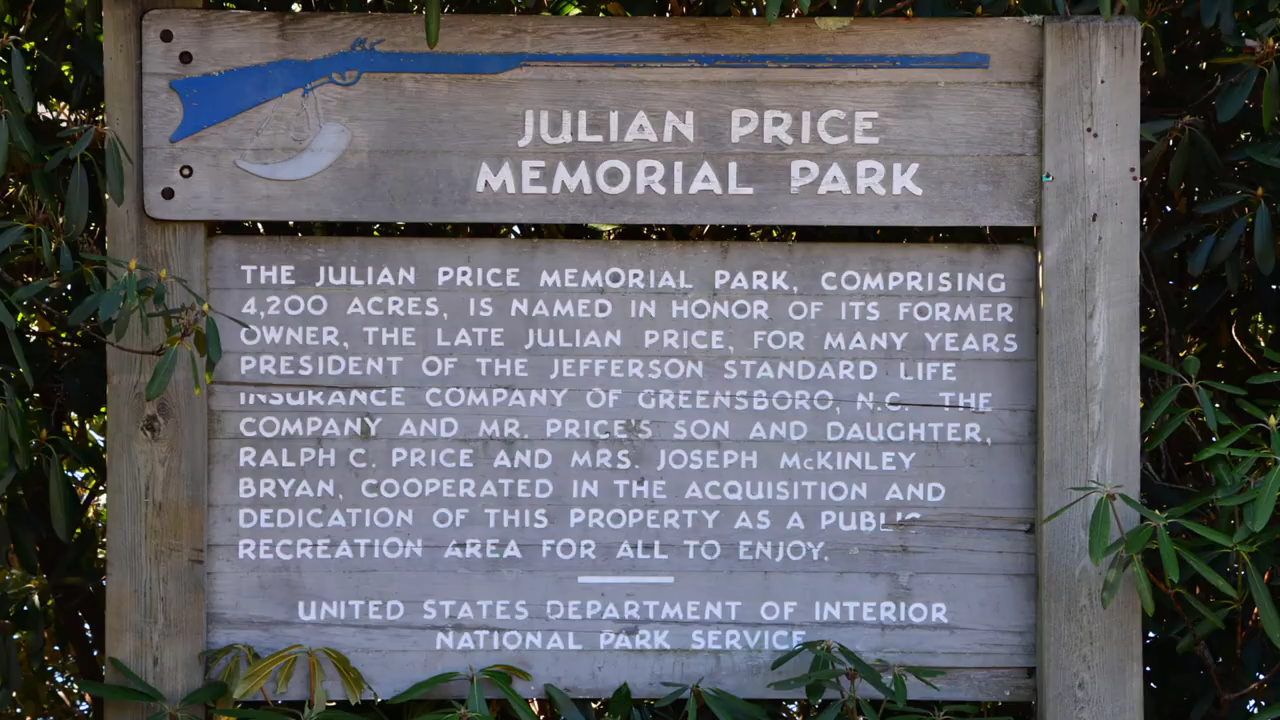 JULIAN PRICE
MEMORIAL PARK
THE JULIAN PRICE MEMORIAL PARK, COMPRISING
4,200 ACRES, IS NAMED IN HONOR OF ITS FORMER
OWNER, THE LATE JULIAN PRICE, FOR MANY YEARS
PRESIDENT OF THE JEFFERSON STANDARD LIFE
INSURANCE COMPANY OF GREENSBORO, N.C. THE
COMPANY AND MR. PRICE'S SON AND DAUGHTER,
RALPH C. PRICE AND MRS. JOSEPH McKINLEY
BRYAN, COOPERATED IN THE ACQUISITION AND
DEDICATION OF THIS PROPERTY AS A PUBLIC
RECREATION AREA FOR ALL TO ENJOY.
UNITED STATES DEPARTMENT OF INTERIOR
NATIONAL PARK SERVICE